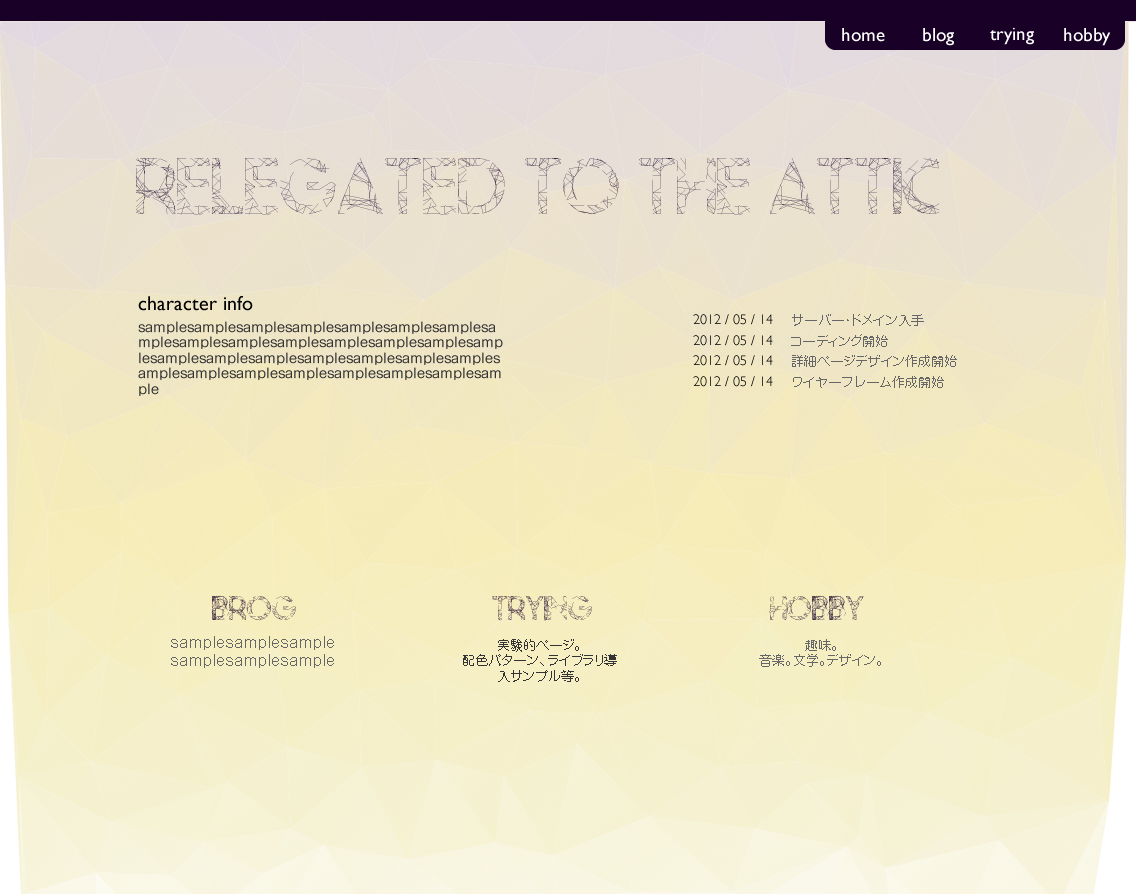 home blog trying hobby
RELEGATED TO THE ATTIC
character info
samplesamplesamplesamplesamplesamplesamplesa
mplesamplesamplesamplesamplesamplesamplesamp
lesamplesamplesamplesamplesamplesamplesamples
amplesamplesamplesamplesamplesamplesamplesam
ple
2012 / 05 / 14 サーバー・ドメイン入手
2012 / 05 / 14 コーディング開始
2012 / 05 / 14 詳細ページデザイン作成開始
2012 / 05 / 14 ワイヤーフレーム作成開始
BROG
samplesamplesample
samplesamplesample
TRYING
実験的ページ。
配色パターン、ライブラリ導
入サンプル等。
HOBBY
趣味。
音楽。文学。デザイン。